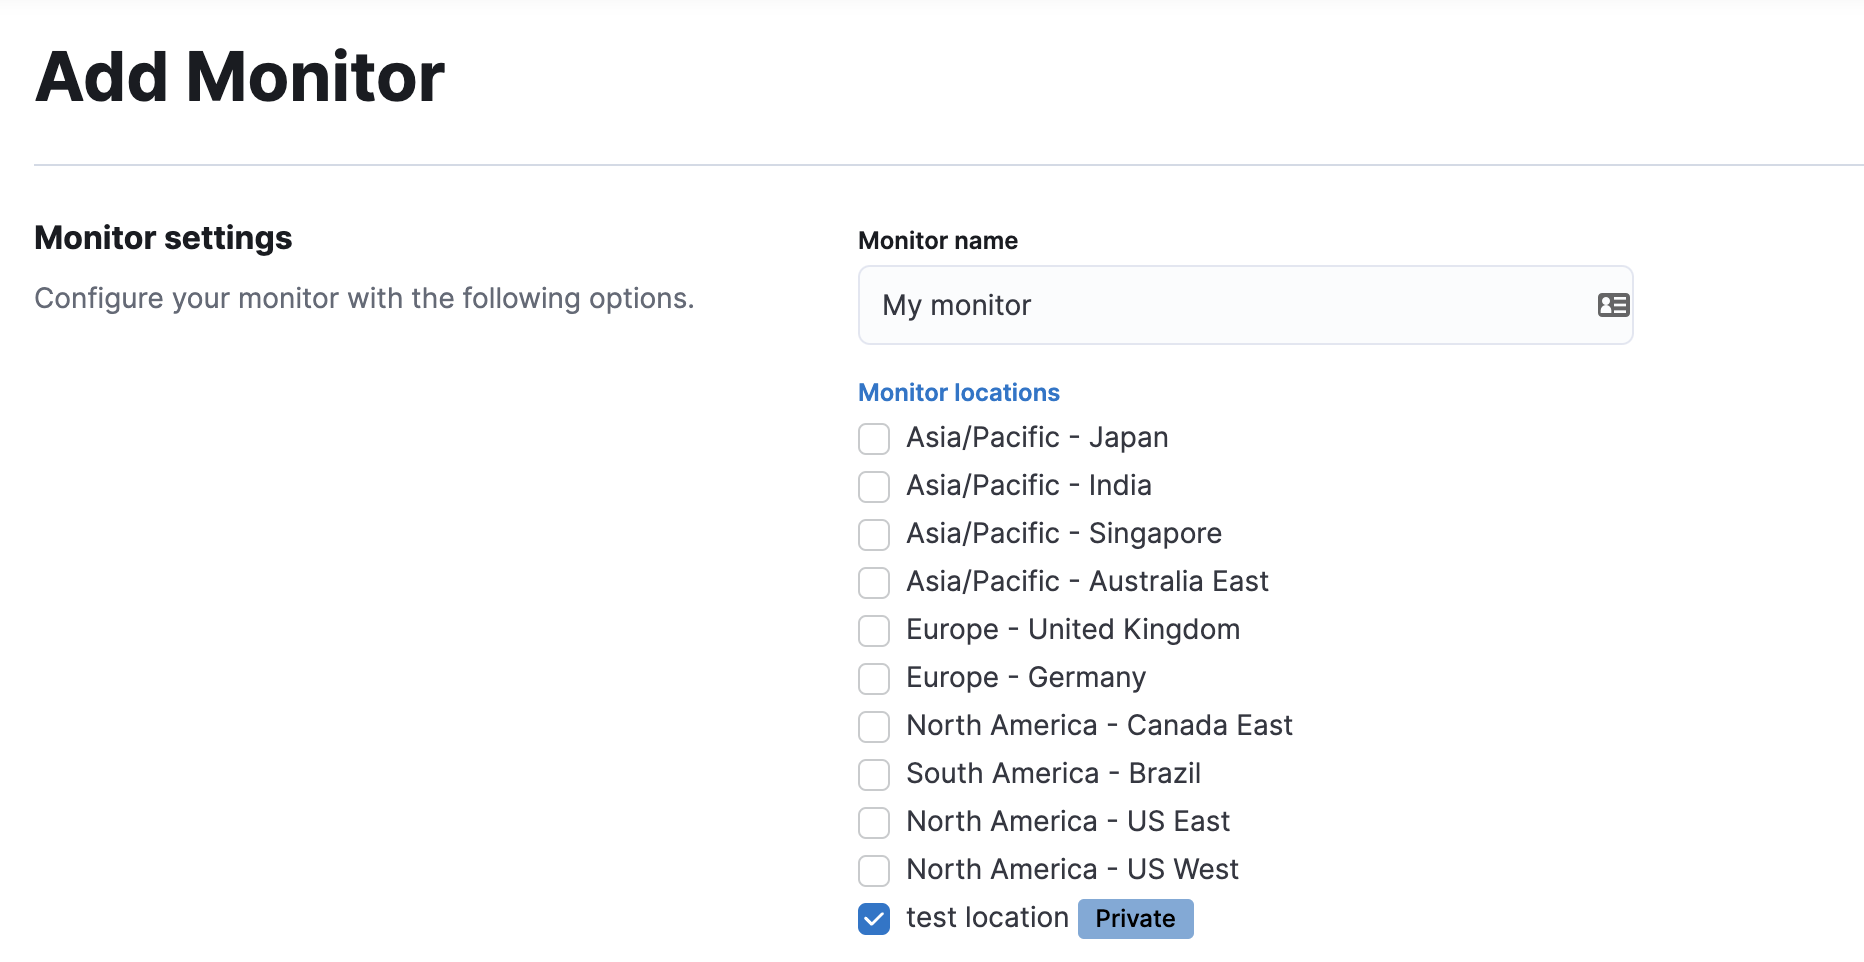 Add Monitor
Monitor settings
Configure your monitor with the following options.
Monitor name
My monitor
Monitor locations
Asia/Pacific - Japan
Asia/Pacific - India
Asia/Pacific - Singapore
Asia/Pacific - Australia East
Europe - United Kingdom
Europe - Germany
North America - Canada East
South America - Brazil
North America - US East
North America - US West
test location Private